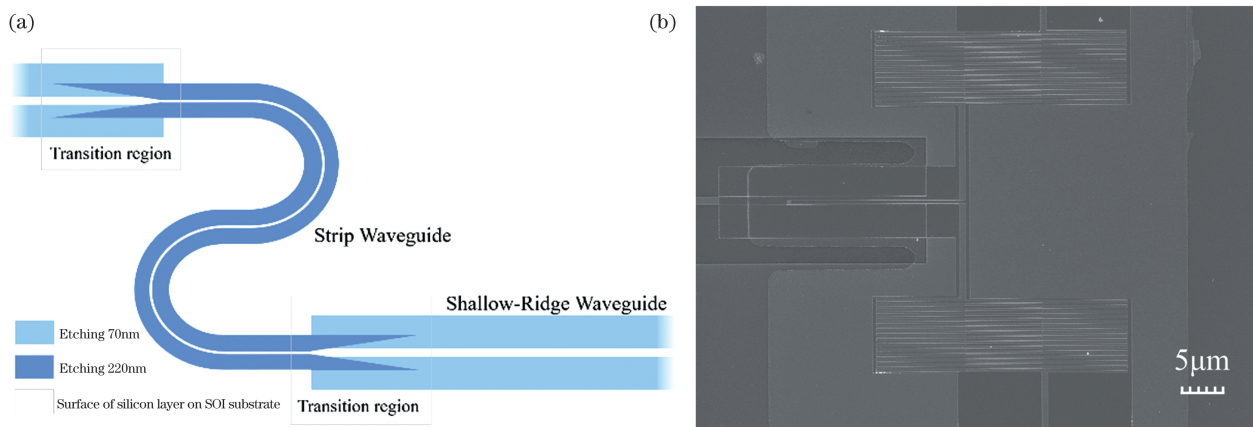 (a)
Transition region
Strip Waveguide
Shallow-Ridge Waveguide
Etching 70nm
Etching 220nm
Surface of silicon layer on SOI substrate
Transition region
(b)
5μm